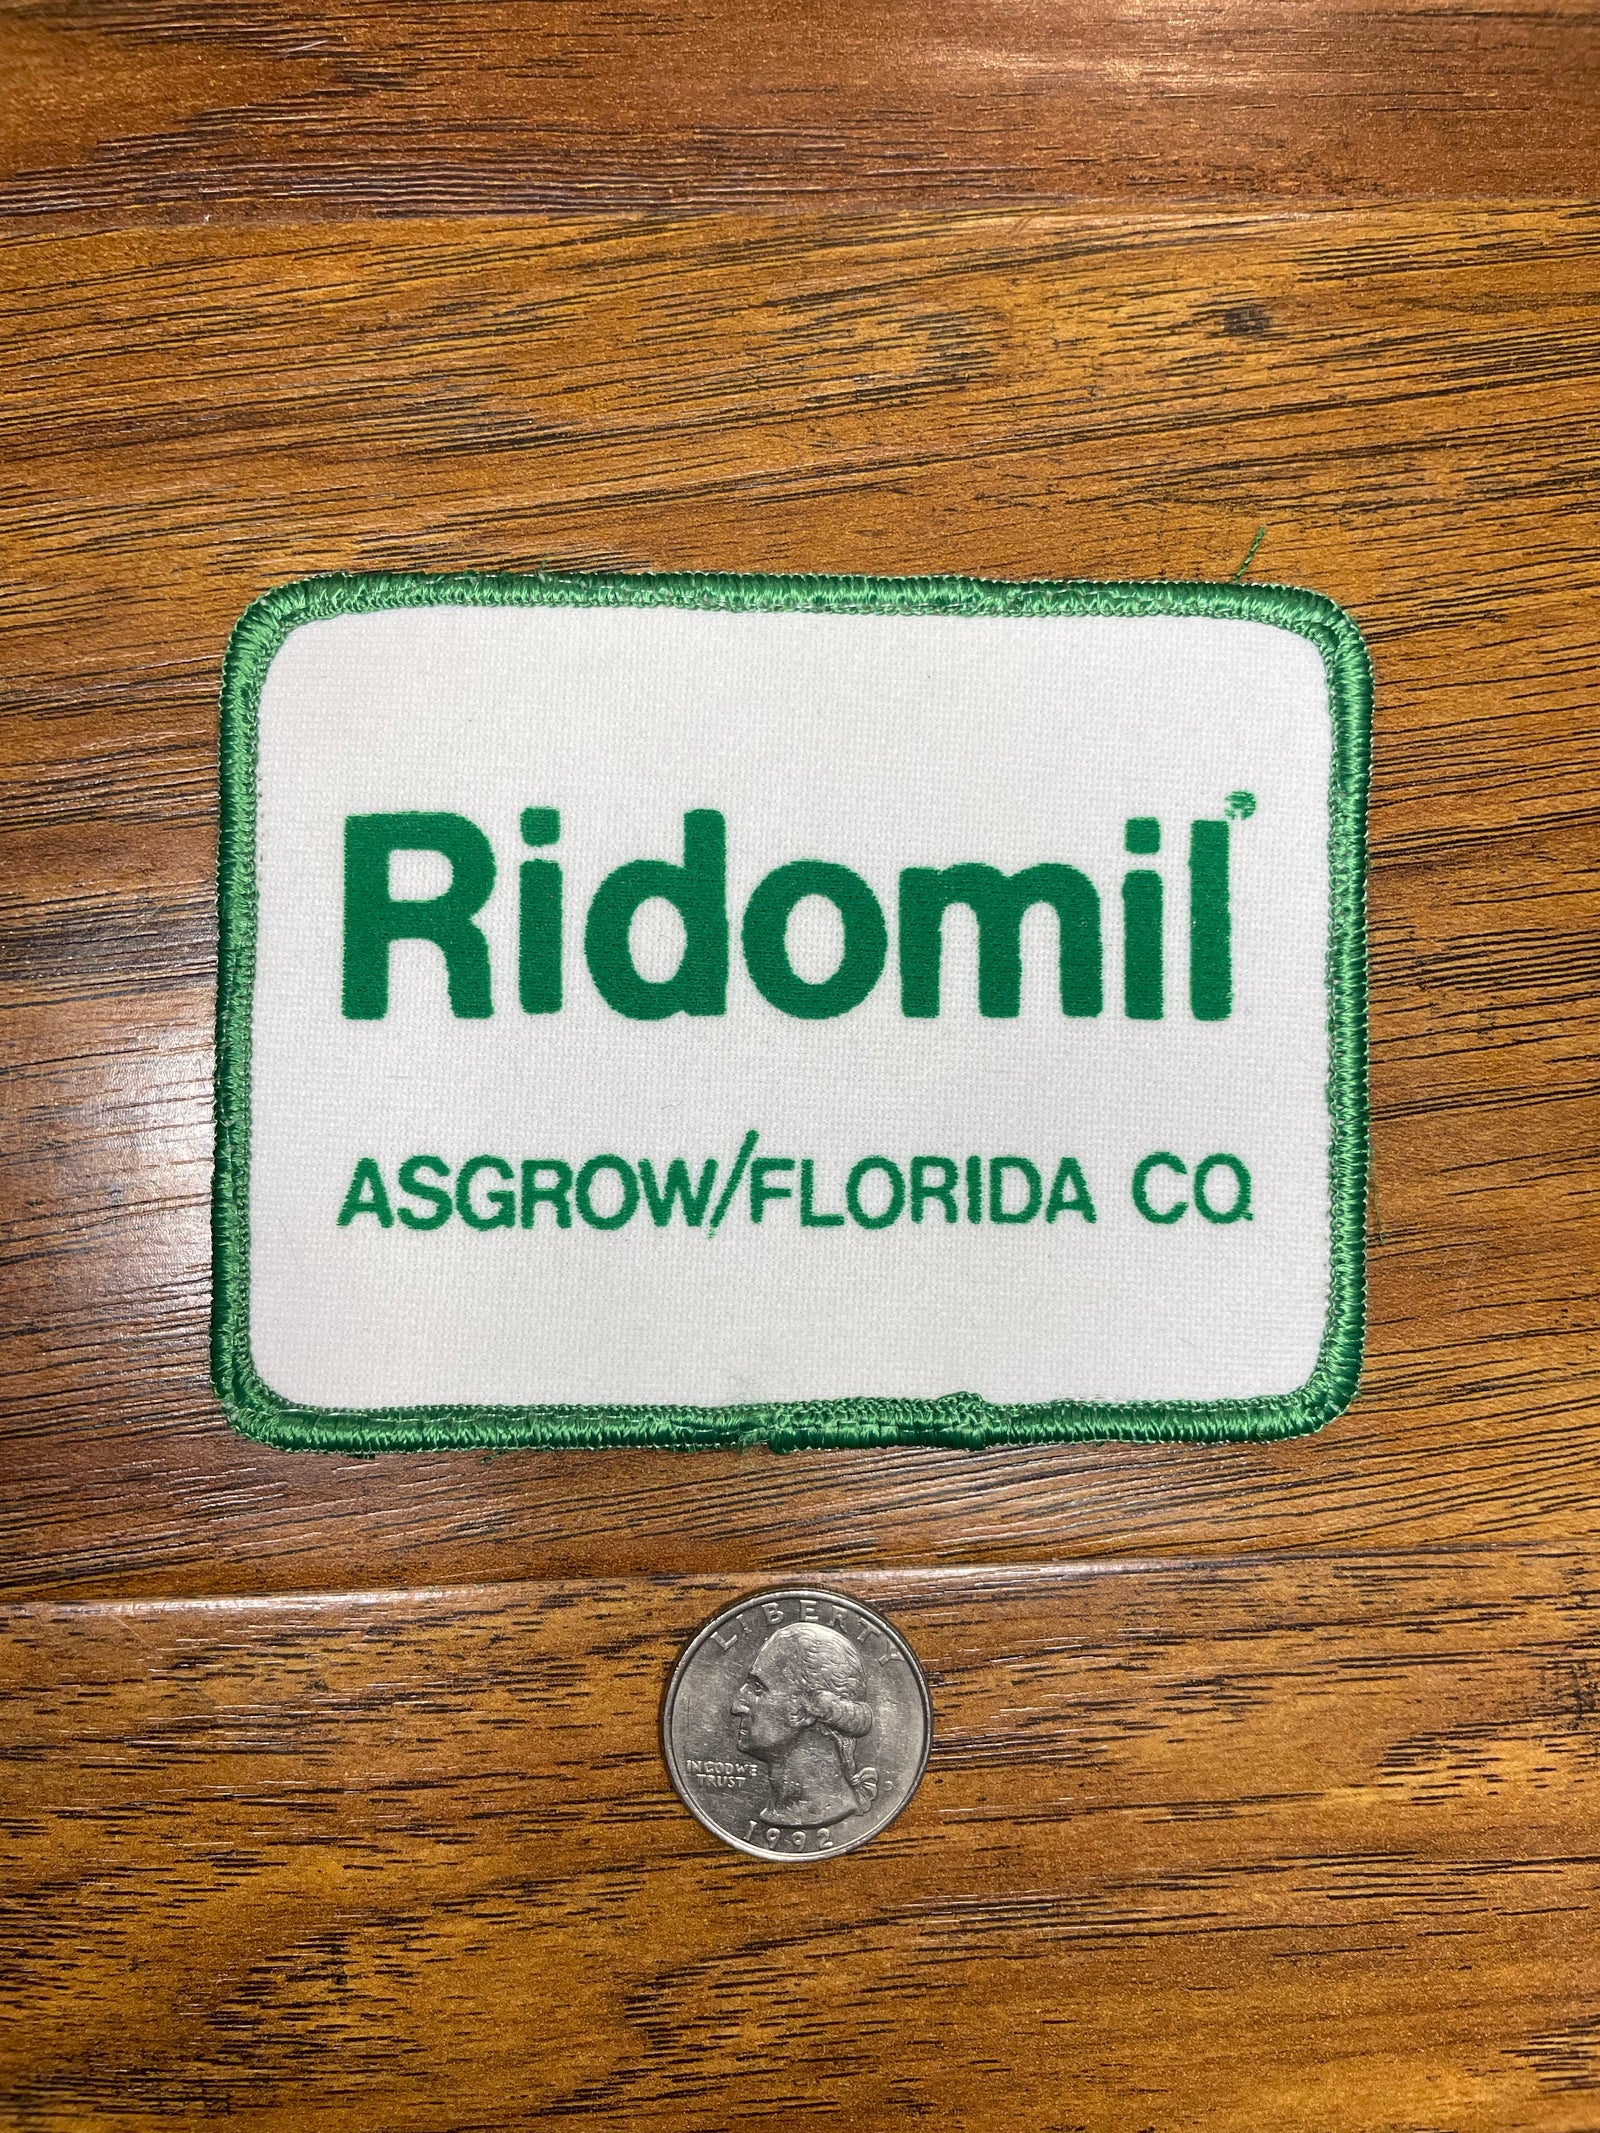 Ridomil®
ASGROW/FLORIDA CO.
LIBERTY
IN GOD WE
TRUST
1992